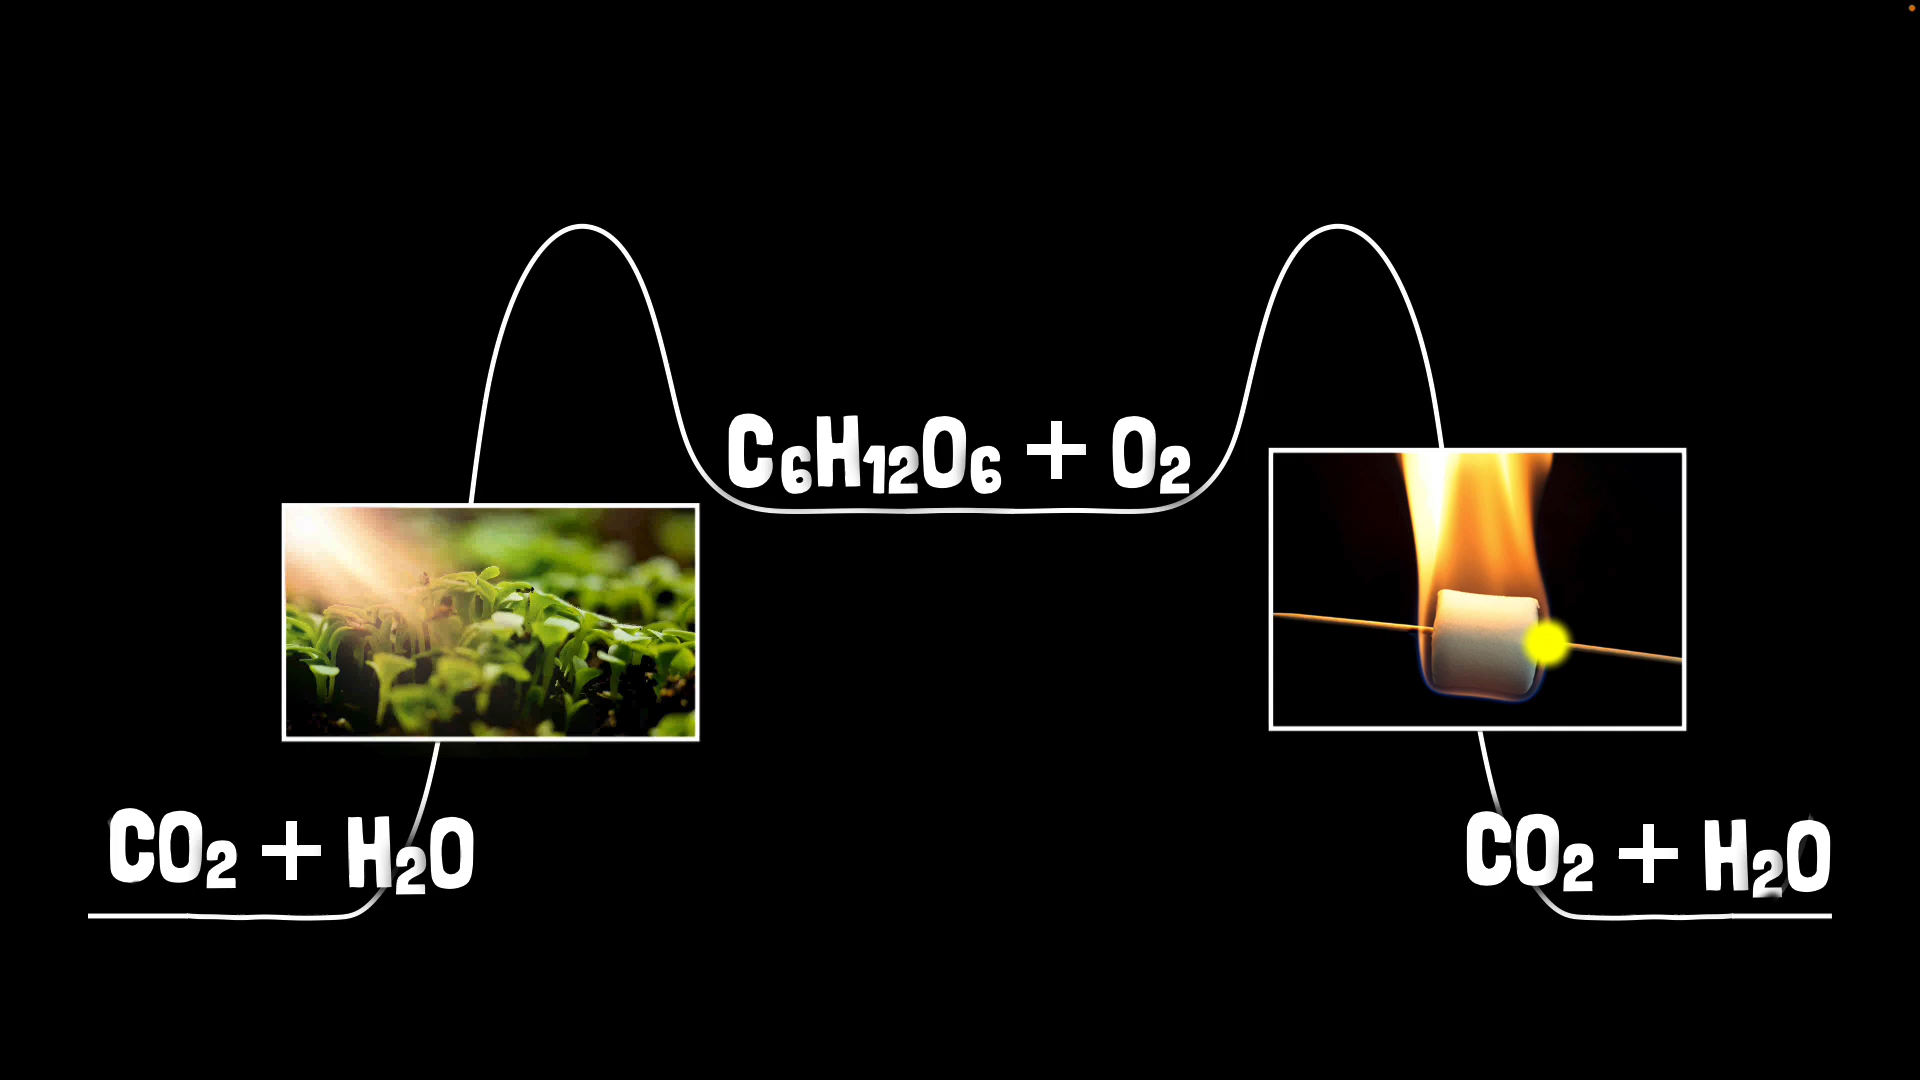 C₆H₁₂O₆ + O₂
CO₂ + H₂O
CO₂ + H₂O